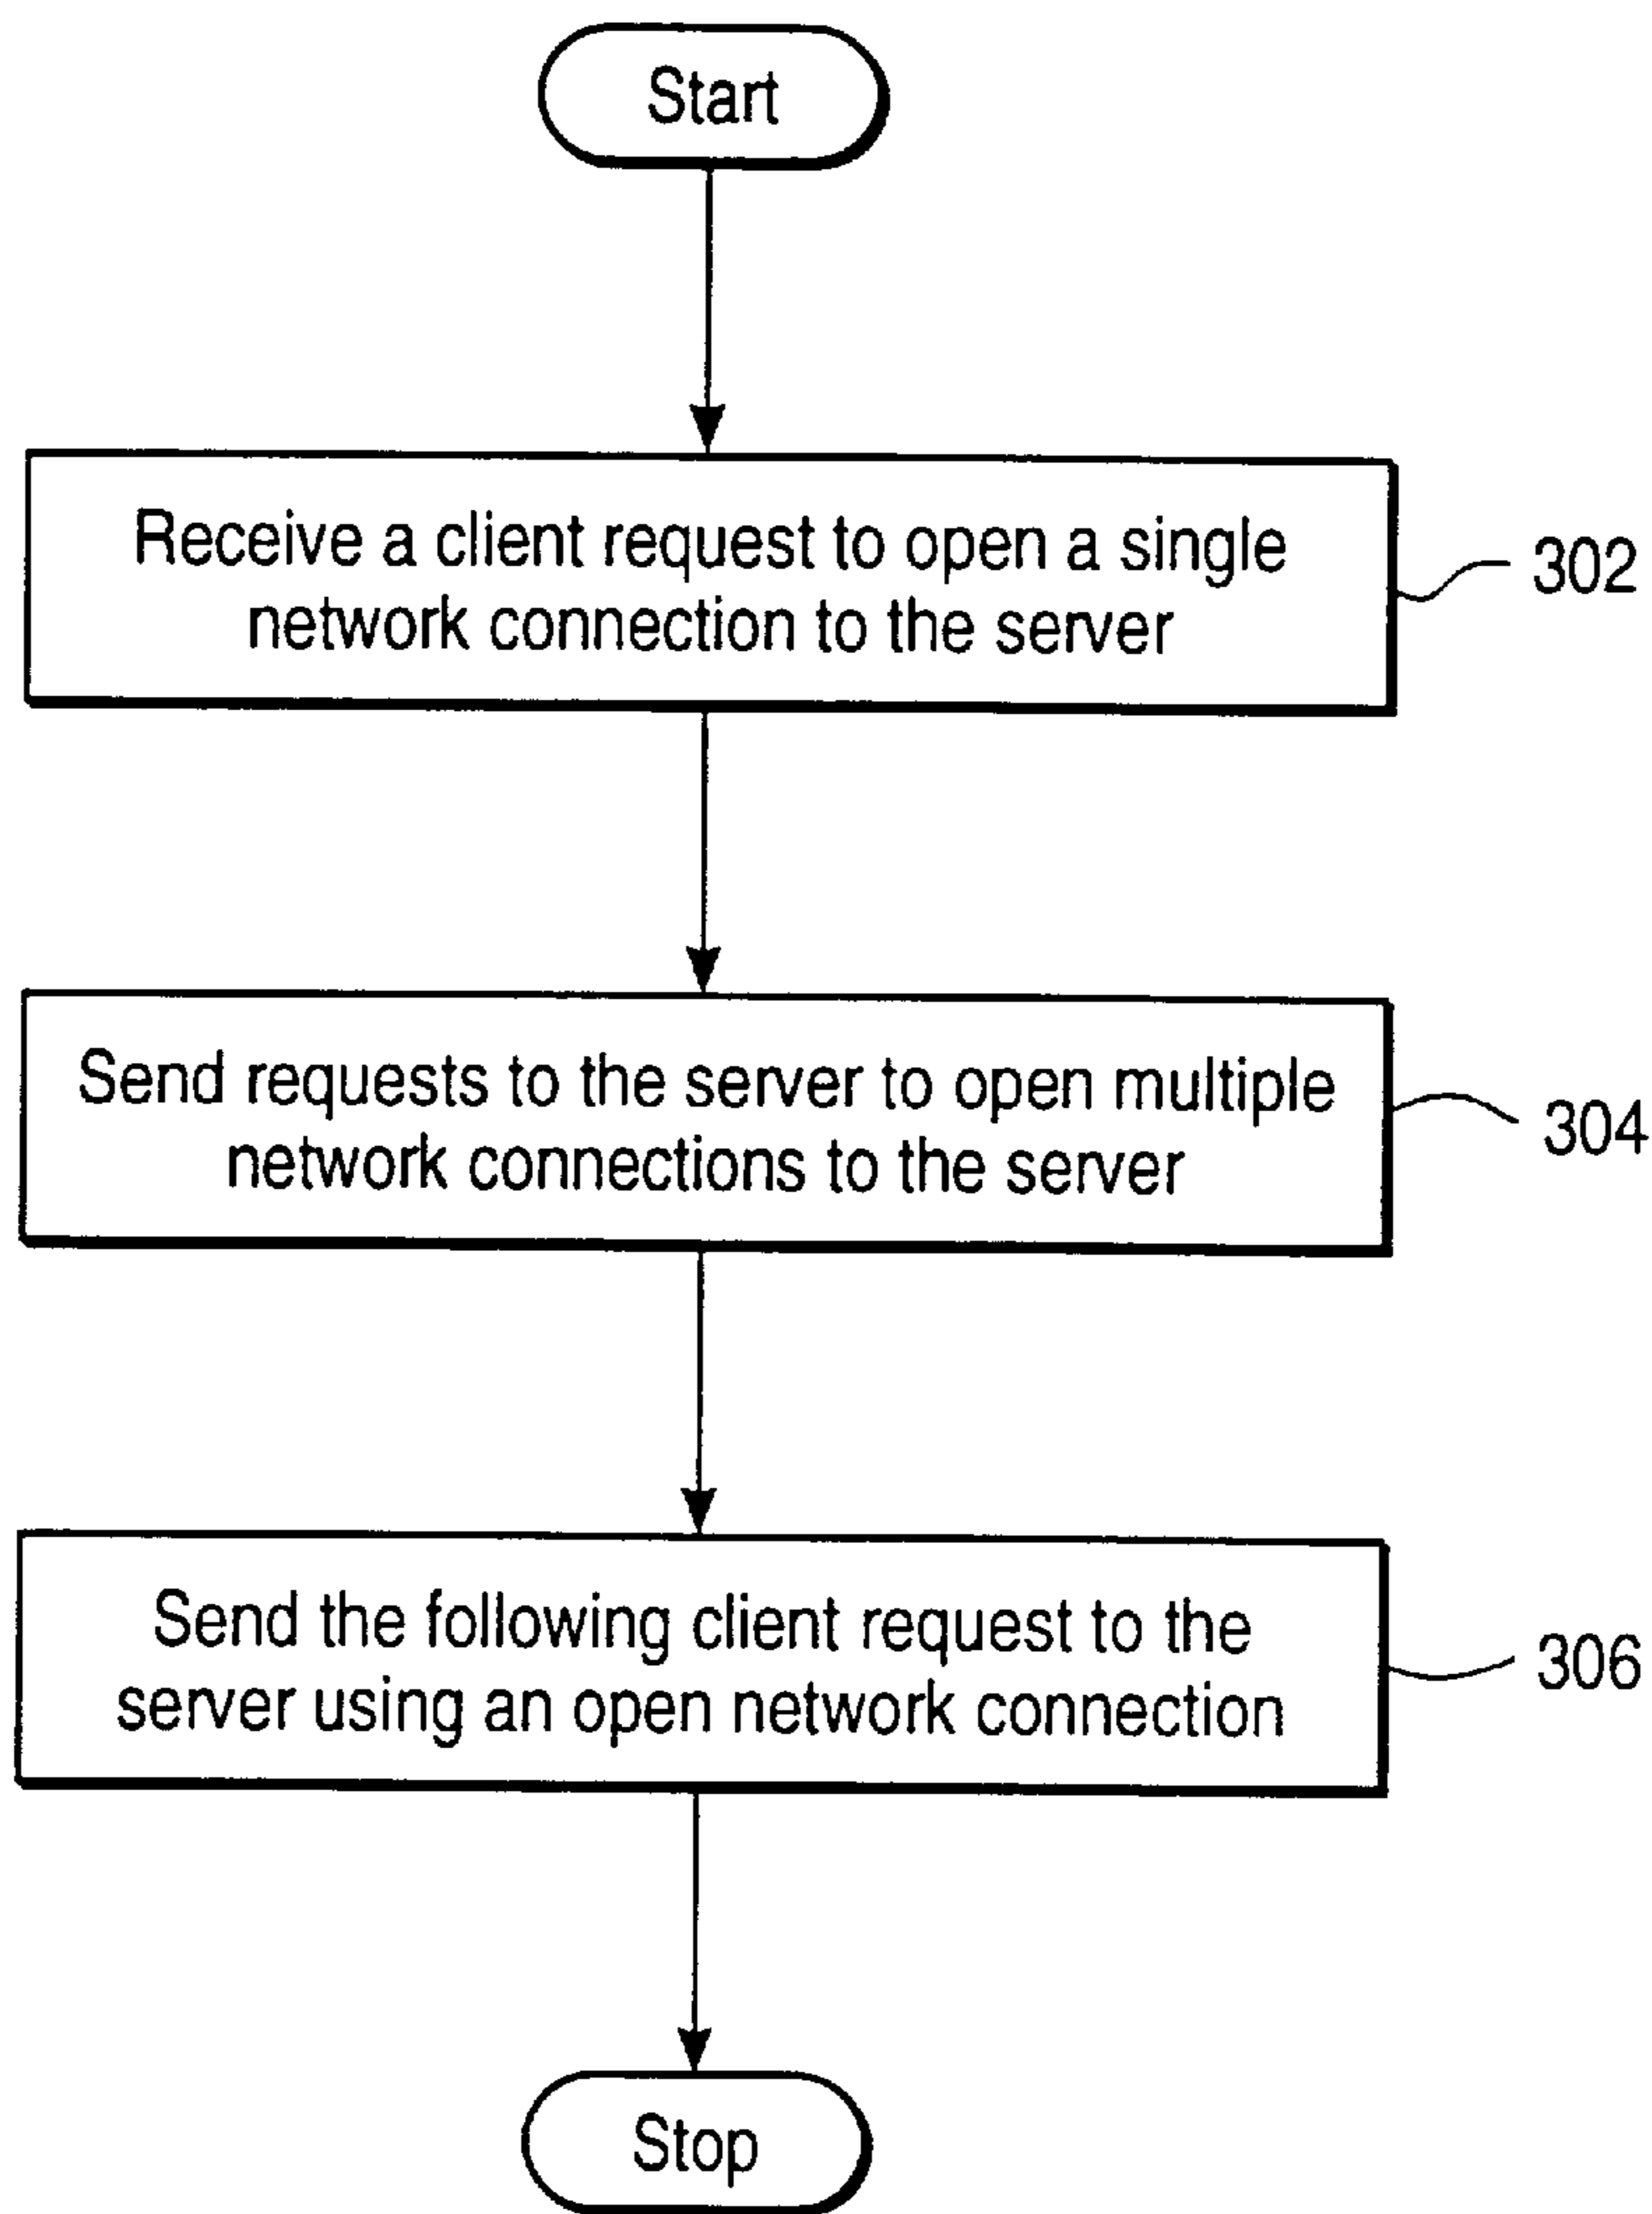 Start
Receive a client request to open a single
network connection to the server
302
Send requests to the server to open multiple
network connections to the server
304
Send the following client request to the
server using an open network connection
306
Stop